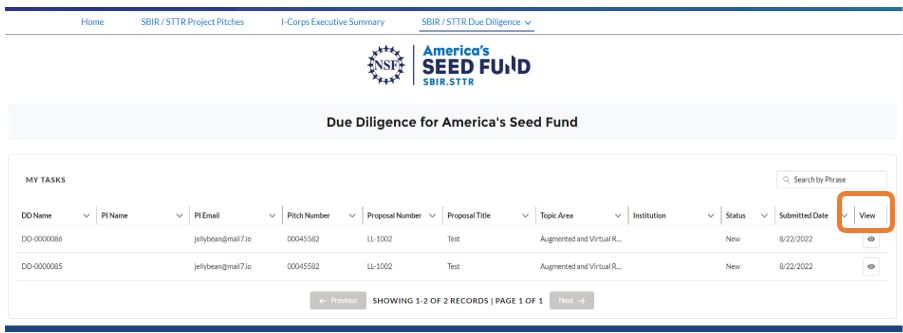 Home SBIR / STTR Project Pitches I-Corps Executive Summary SBIR / STTR Due Diligence
NSF
America's
SEED FUND
SBIR.STTR
Due Diligence for America's Seed Fund
MY TASKS
Search by Phrase
DD Name PI Name PI Email Pitch Number Proposal Number Proposal Title Topic Area Institution Status Submitted Date View
DD-0000086 jellybean@mail7.io 00045582 LL-1002 Test Augmented and Virtual R... New 8/22/2022
DD-0000085 jellybean@mail7.io 00045582 LL-1002 Test Augmented and Virtual R... New 8/22/2022
← Previous SHOWING 1-2 OF 2 RECORDS | PAGE 1 OF 1 Next →